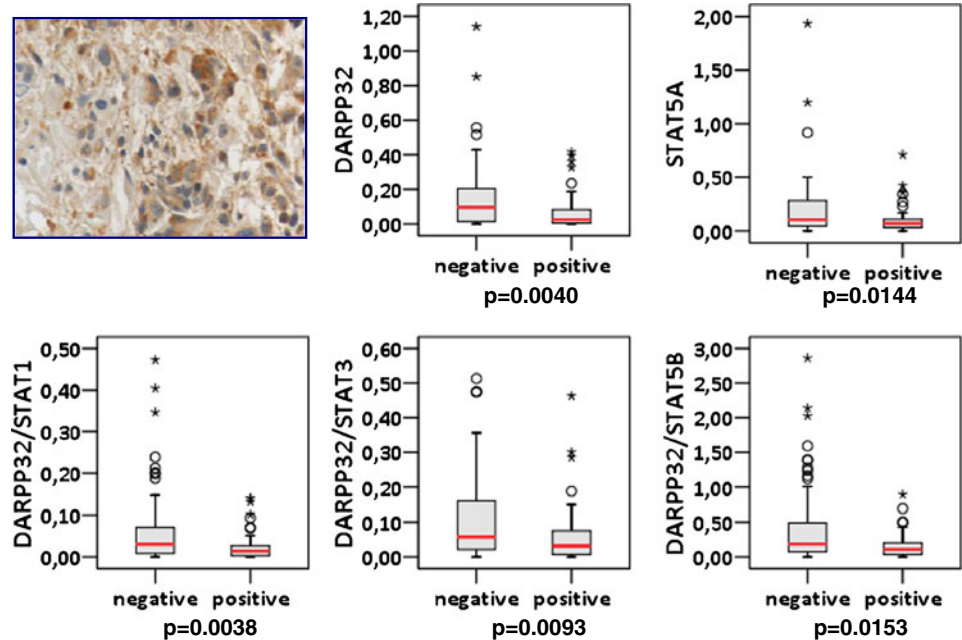 DARPP32
1,20
1,00
0,80
0,60
0,40
0,20
0,00
negative positive
p=0.0040
STAT5A
2,00
1,50
1,00
0,50
0,00
negative positive
p=0.0144
DARPP32/STAT1
0,50
0,40
0,30
0,20
0,10
0,00
negative positive
p=0.0038
DARPP32/STAT3
0,60
0,50
0,40
0,30
0,20
0,10
0,00
negative positive
p=0.0093
DARPP32/STAT5B
3,00
2,50
2,00
1,50
1,00
0,50
0,00
negative positive
p=0.0153